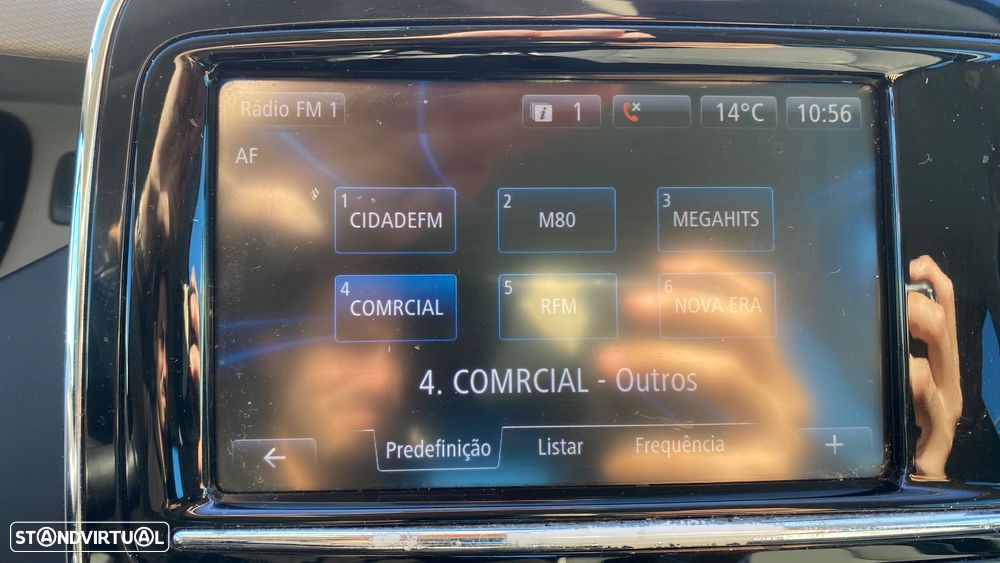 Rádio FM 1
1
14°C
10:56
AF
1 CIDADEFM
2 M80
3 MEGAHITS
4 COMRCIAL
5 RFM
6 NOVA ERA
4. COMRCIAL - Outros
Predefinição
Listar
Frequência
STANDVIRTUAL